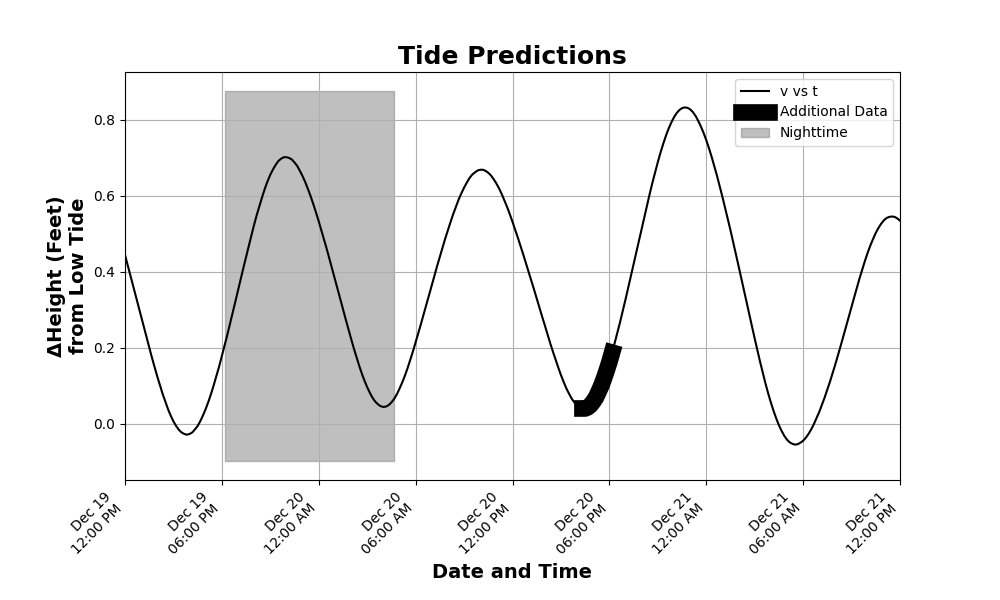 Tide Predictions
v vs t
Additional Data
Nighttime
ΔHeight (Feet)
from Low Tide
0.8
0.6
0.4
0.2
0.0
Dec 19
12:00 PM
Dec 19
06:00 PM
Dec 20
12:00 AM
Dec 20
06:00 AM
Dec 20
12:00 PM
Dec 20
06:00 PM
Dec 21
12:00 AM
Dec 21
06:00 AM
Dec 21
12:00 PM
Date and Time